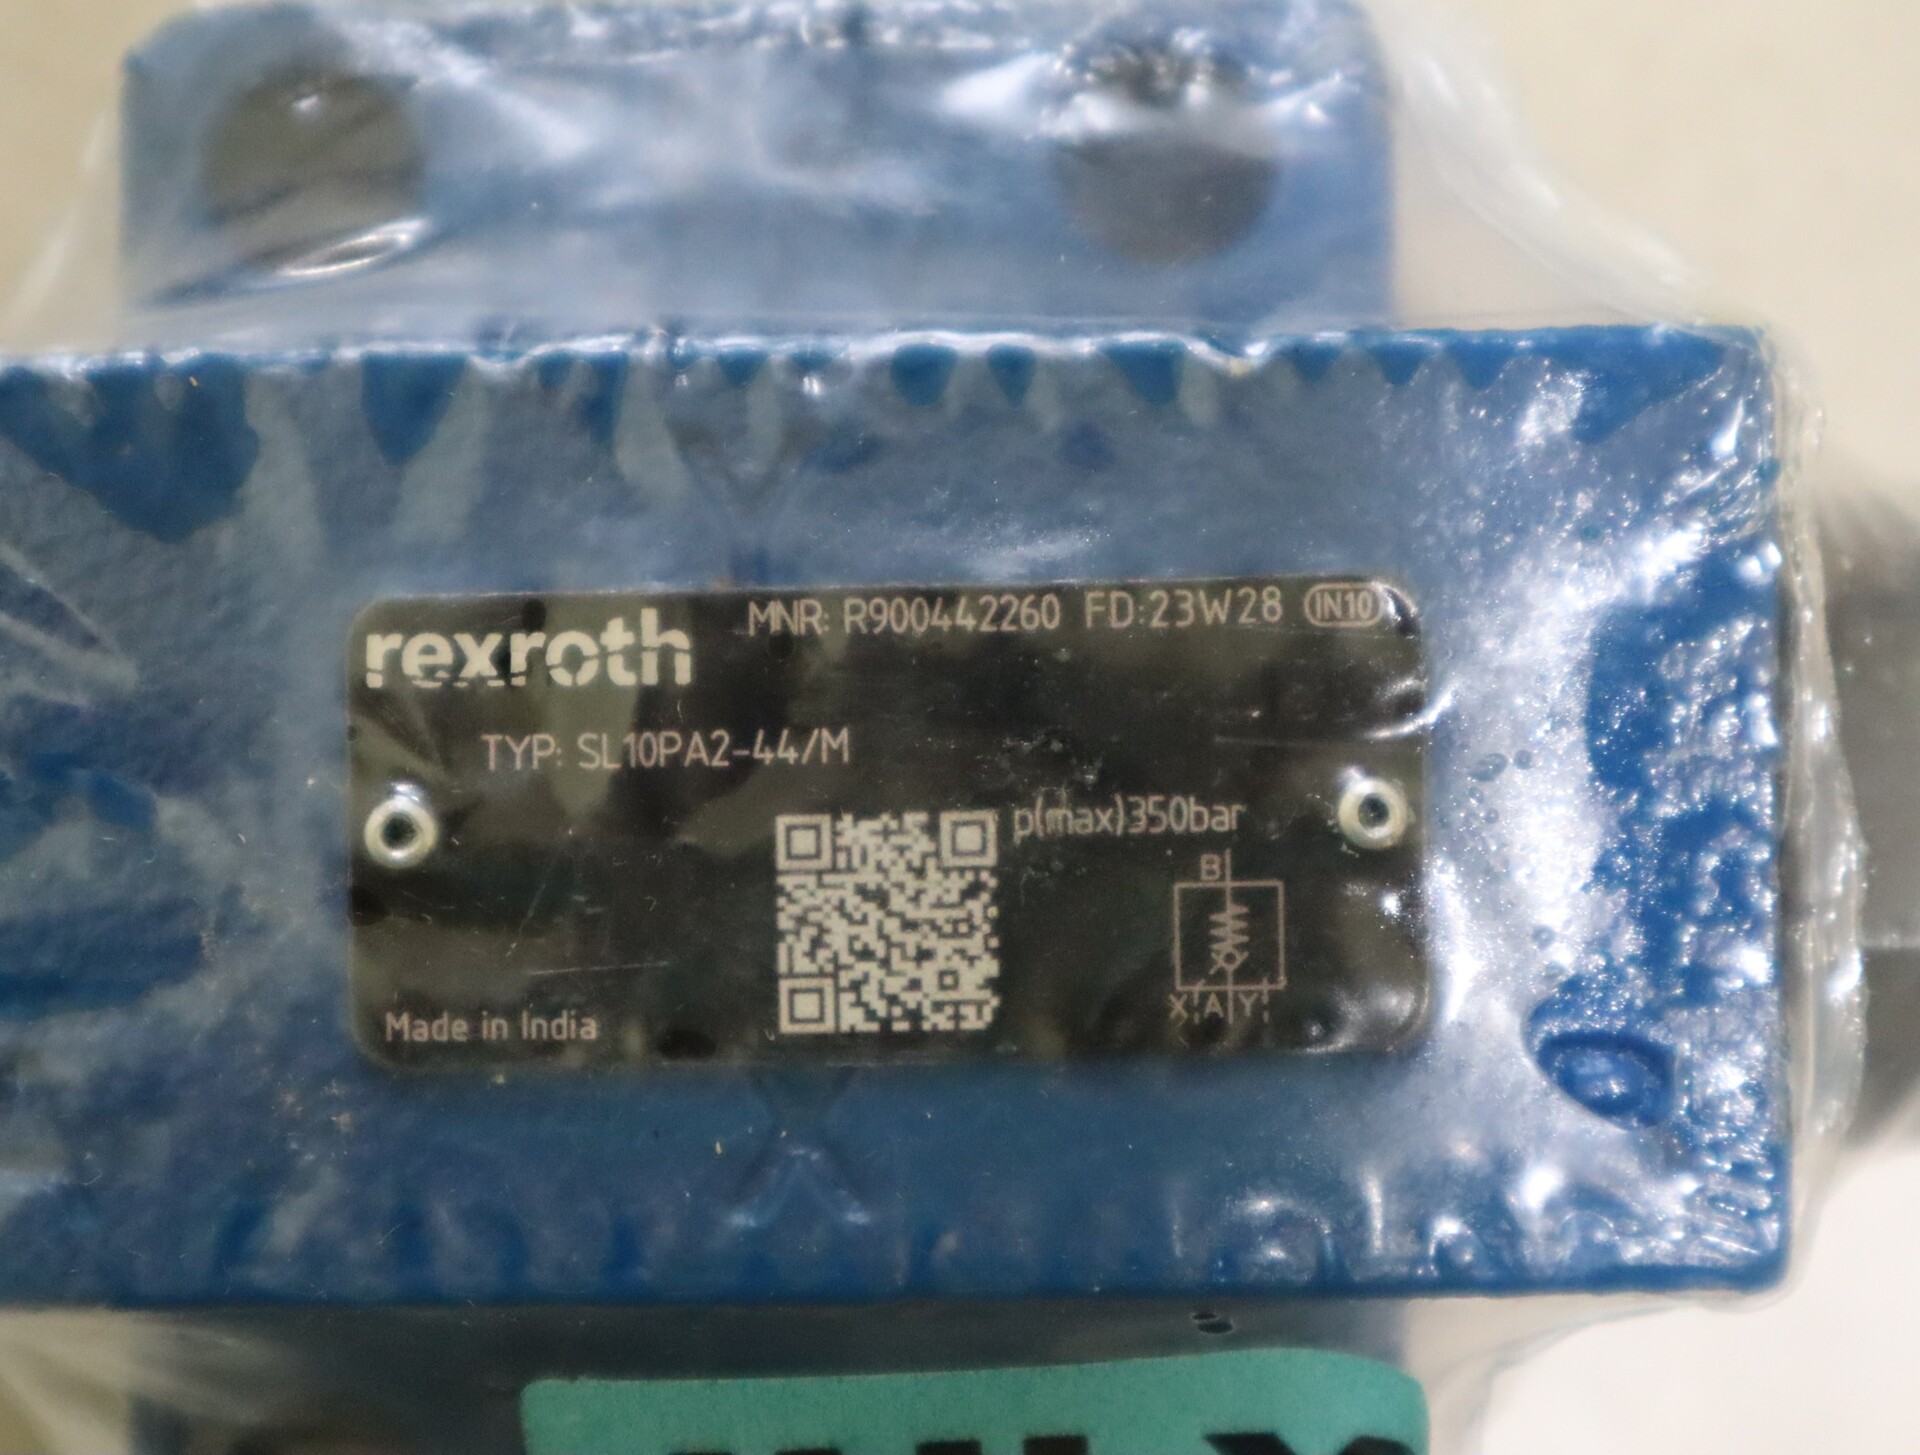 rexroth
MNR: R900442260 FD:23W28 IN10
TYP: SL10PA2-44/M
p(max)350bar
B
X A Y
Made in India